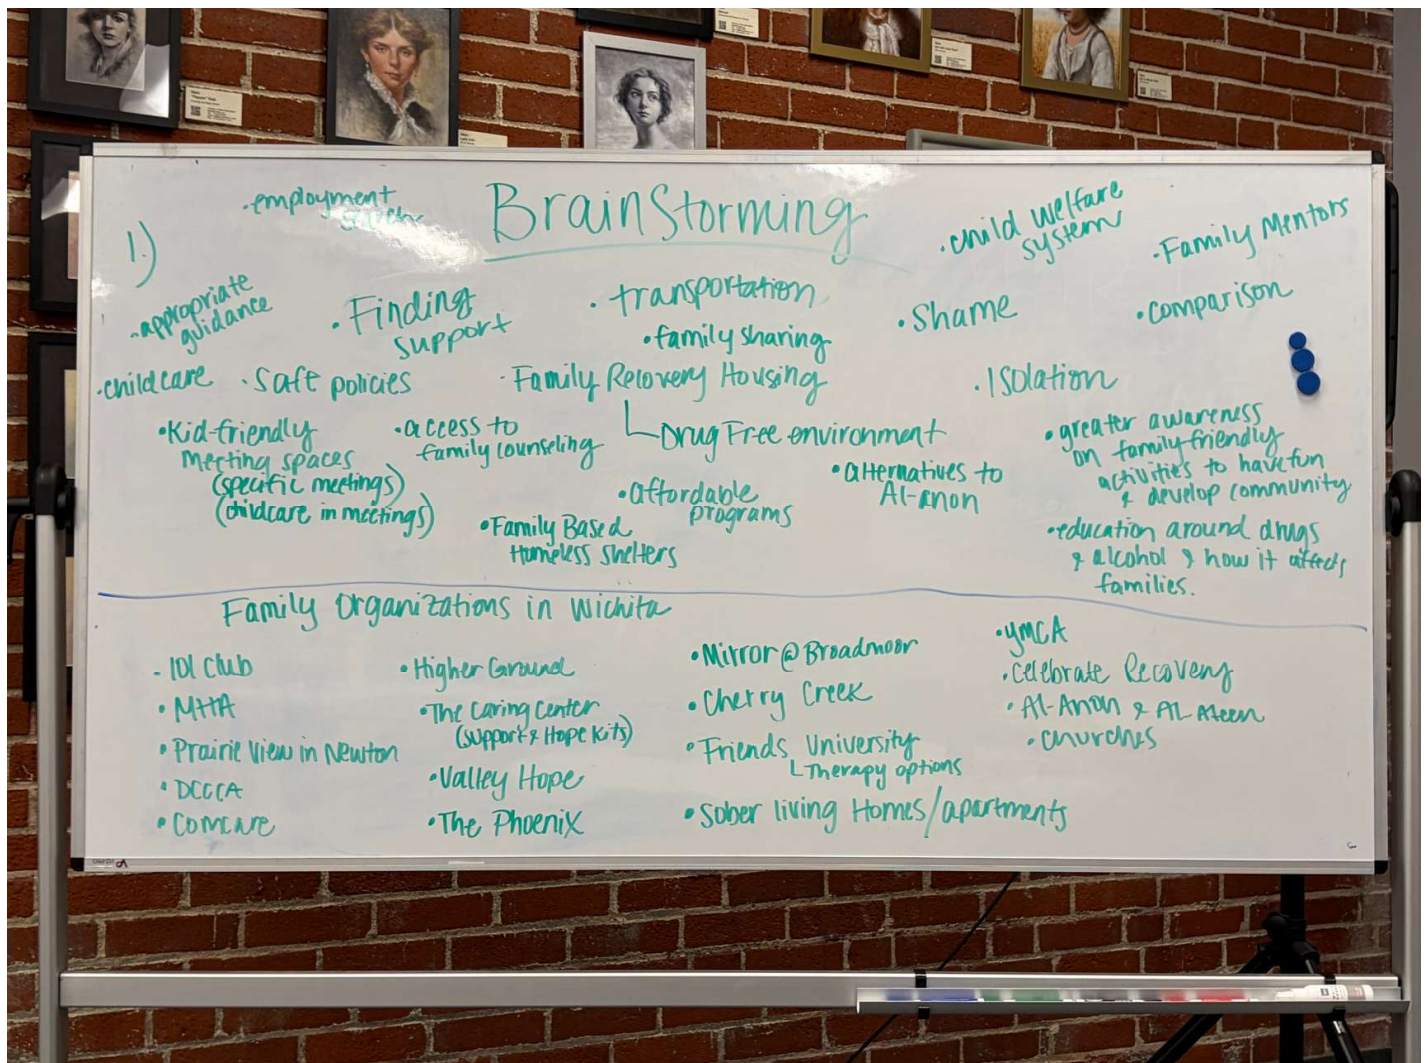 BrainStorming
1.)
• employment
• child welfare
system
• Family Mentors
• appropriate
guidance
• Finding
support
• transportation
• family sharing
• Shame
• comparison
• childcare
• Safe policies
• Family Recovery Housing
Drug Free environment
• Isolation
• Kid-friendly
meeting spaces
(specific meetings)
(childcare in meetings)
• access to
family counseling
• Family Based
Homeless Shelters
• affordable
programs
• alternatives to
Al-anon
• greater awareness
on family-friendly
activities to have fun
& develop community
• education around drugs
& alcohol & how it affects
families.
Family Organizations in Wichita
• 101 Club
• MHA
• Prairie View in Newton
• DCCCA
• Comcare
• Higher Ground
• The Caring Center
(Support & Hope Kits)
• Valley Hope
• The Phoenix
• Mirror @ Broadmoor
• Cherry Creek
• Friends University
Therapy options
• Sober living Homes/apartments
• YMCA
• Celebrate Recovery
• Al-Anon & Al-Ateen
• Churches